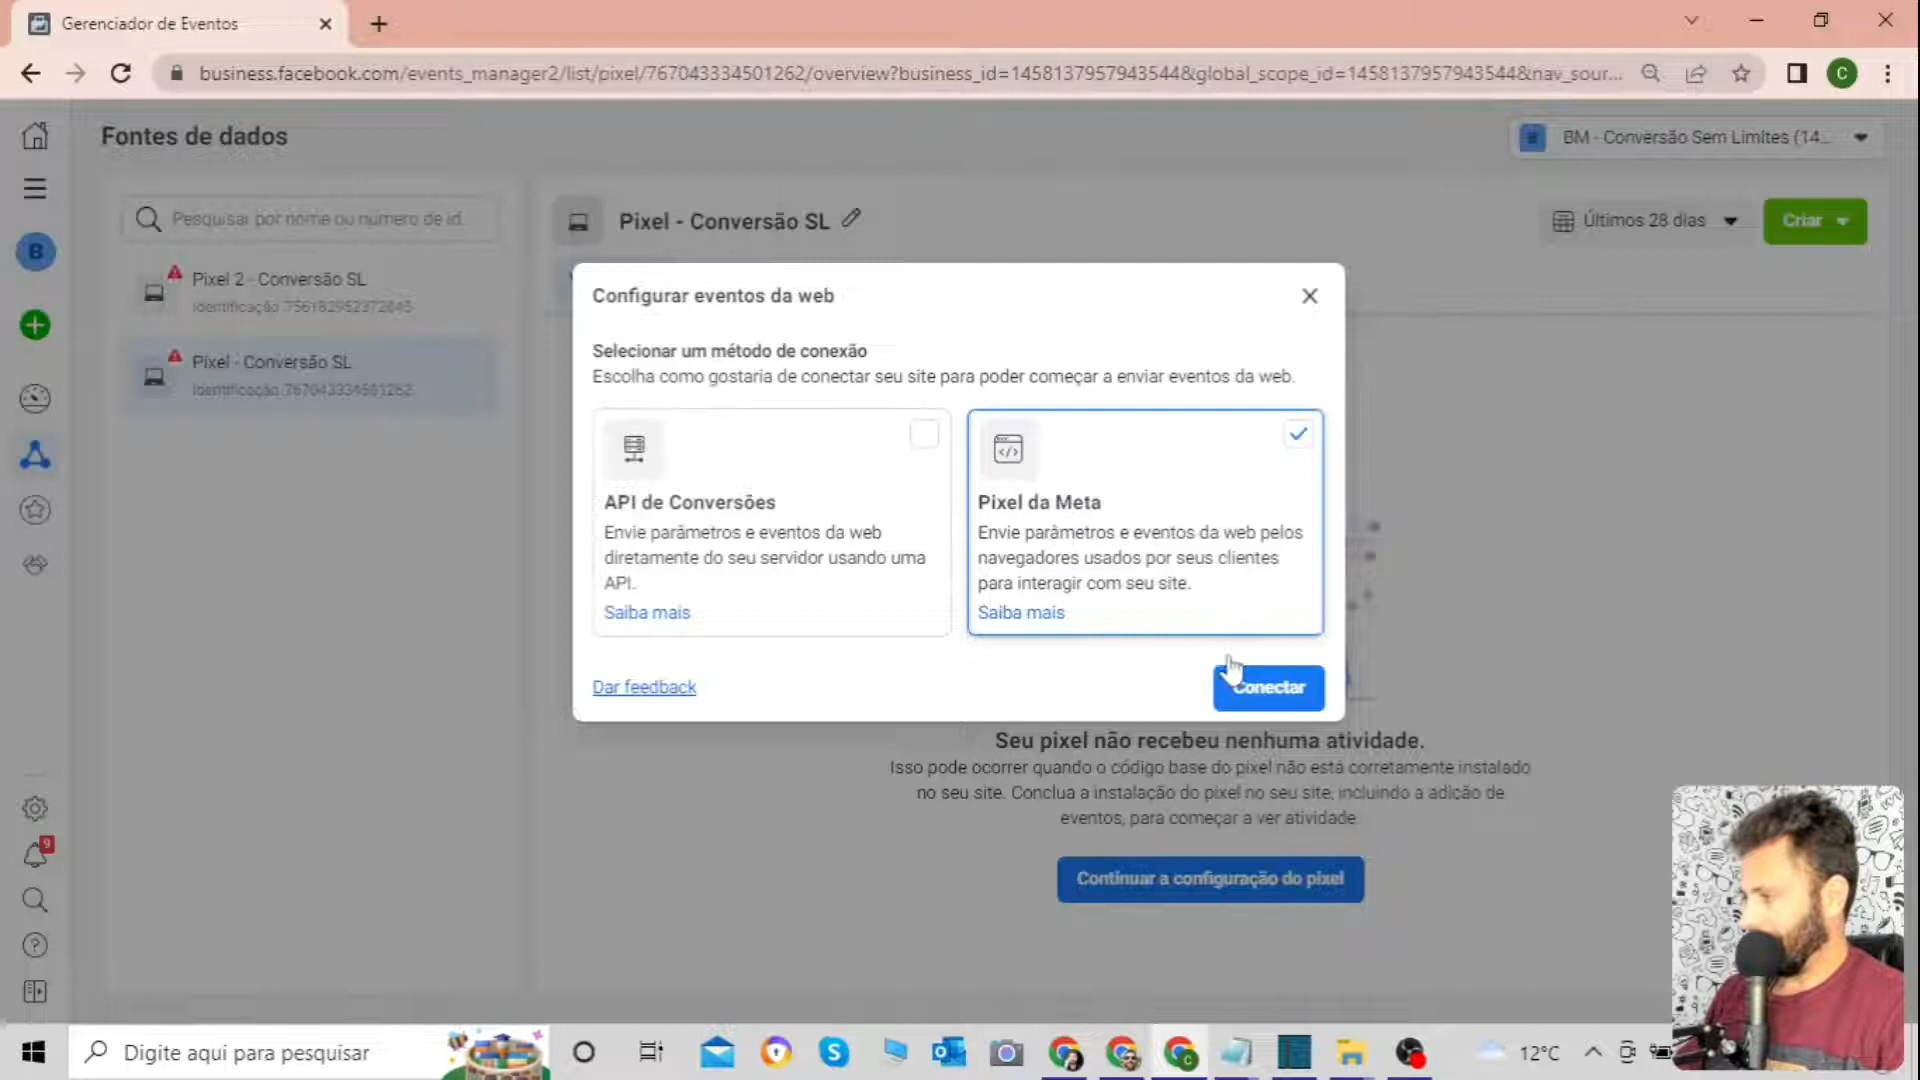 Gerenciador de Eventos
business.facebook.com/events_manager2/list/pixel/767043334501262/overview?business_id=1458137957943544&global_scope_id=1458137957943544&nav_sour...
C
Fontes de dados
BM - Conversão Sem Limites (14...
Pesquisar por nome ou número de id.
Pixel - Conversão SL
Últimos 28 dias
Criar
B
Pixel 2 - Conversão SL
Pixel - Conversão SL
Identificação 767043334501262
Configurar eventos da web
Selecionar um método de conexão
Escolha como gostaria de conectar seu site para poder começar a enviar eventos da web.
API de Conversões
Envie parâmetros e eventos da web
diretamente do seu servidor usando uma
API.
Saiba mais
Pixel da Meta
Envie parâmetros e eventos da web pelos
navegadores usados por seus clientes
para interagir com seu site.
Saiba mais
Dar feedback
Conectar
Seu pixel não recebeu nenhuma atividade.
Isso pode ocorrer quando o código base do pixel não está corretamente instalado
no seu site. Conclua a instalação do pixel no seu site, incluindo a adição de
eventos, para começar a ver atividade.
Continuar a configuração do pixel
9
Digite aqui para pesquisar
12°C